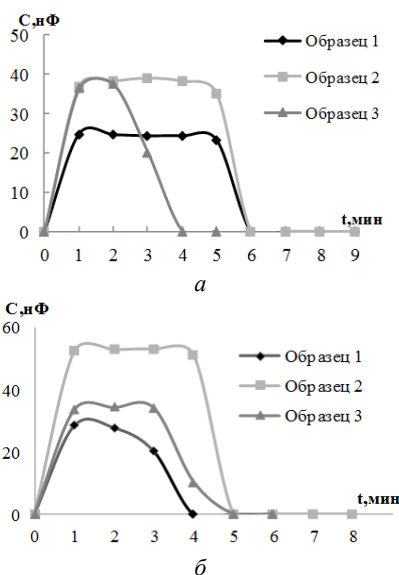 С,нФ
50
40
30
20
10
0
Образец 1
Образец 2
Образец 3
t,мин
0 1 2 3 4 5 6 7 8 9
а
С,нФ
60
40
20
0
Образец 1
Образец 2
Образец 3
t,мин
0 1 2 3 4 5 6 7 8
б